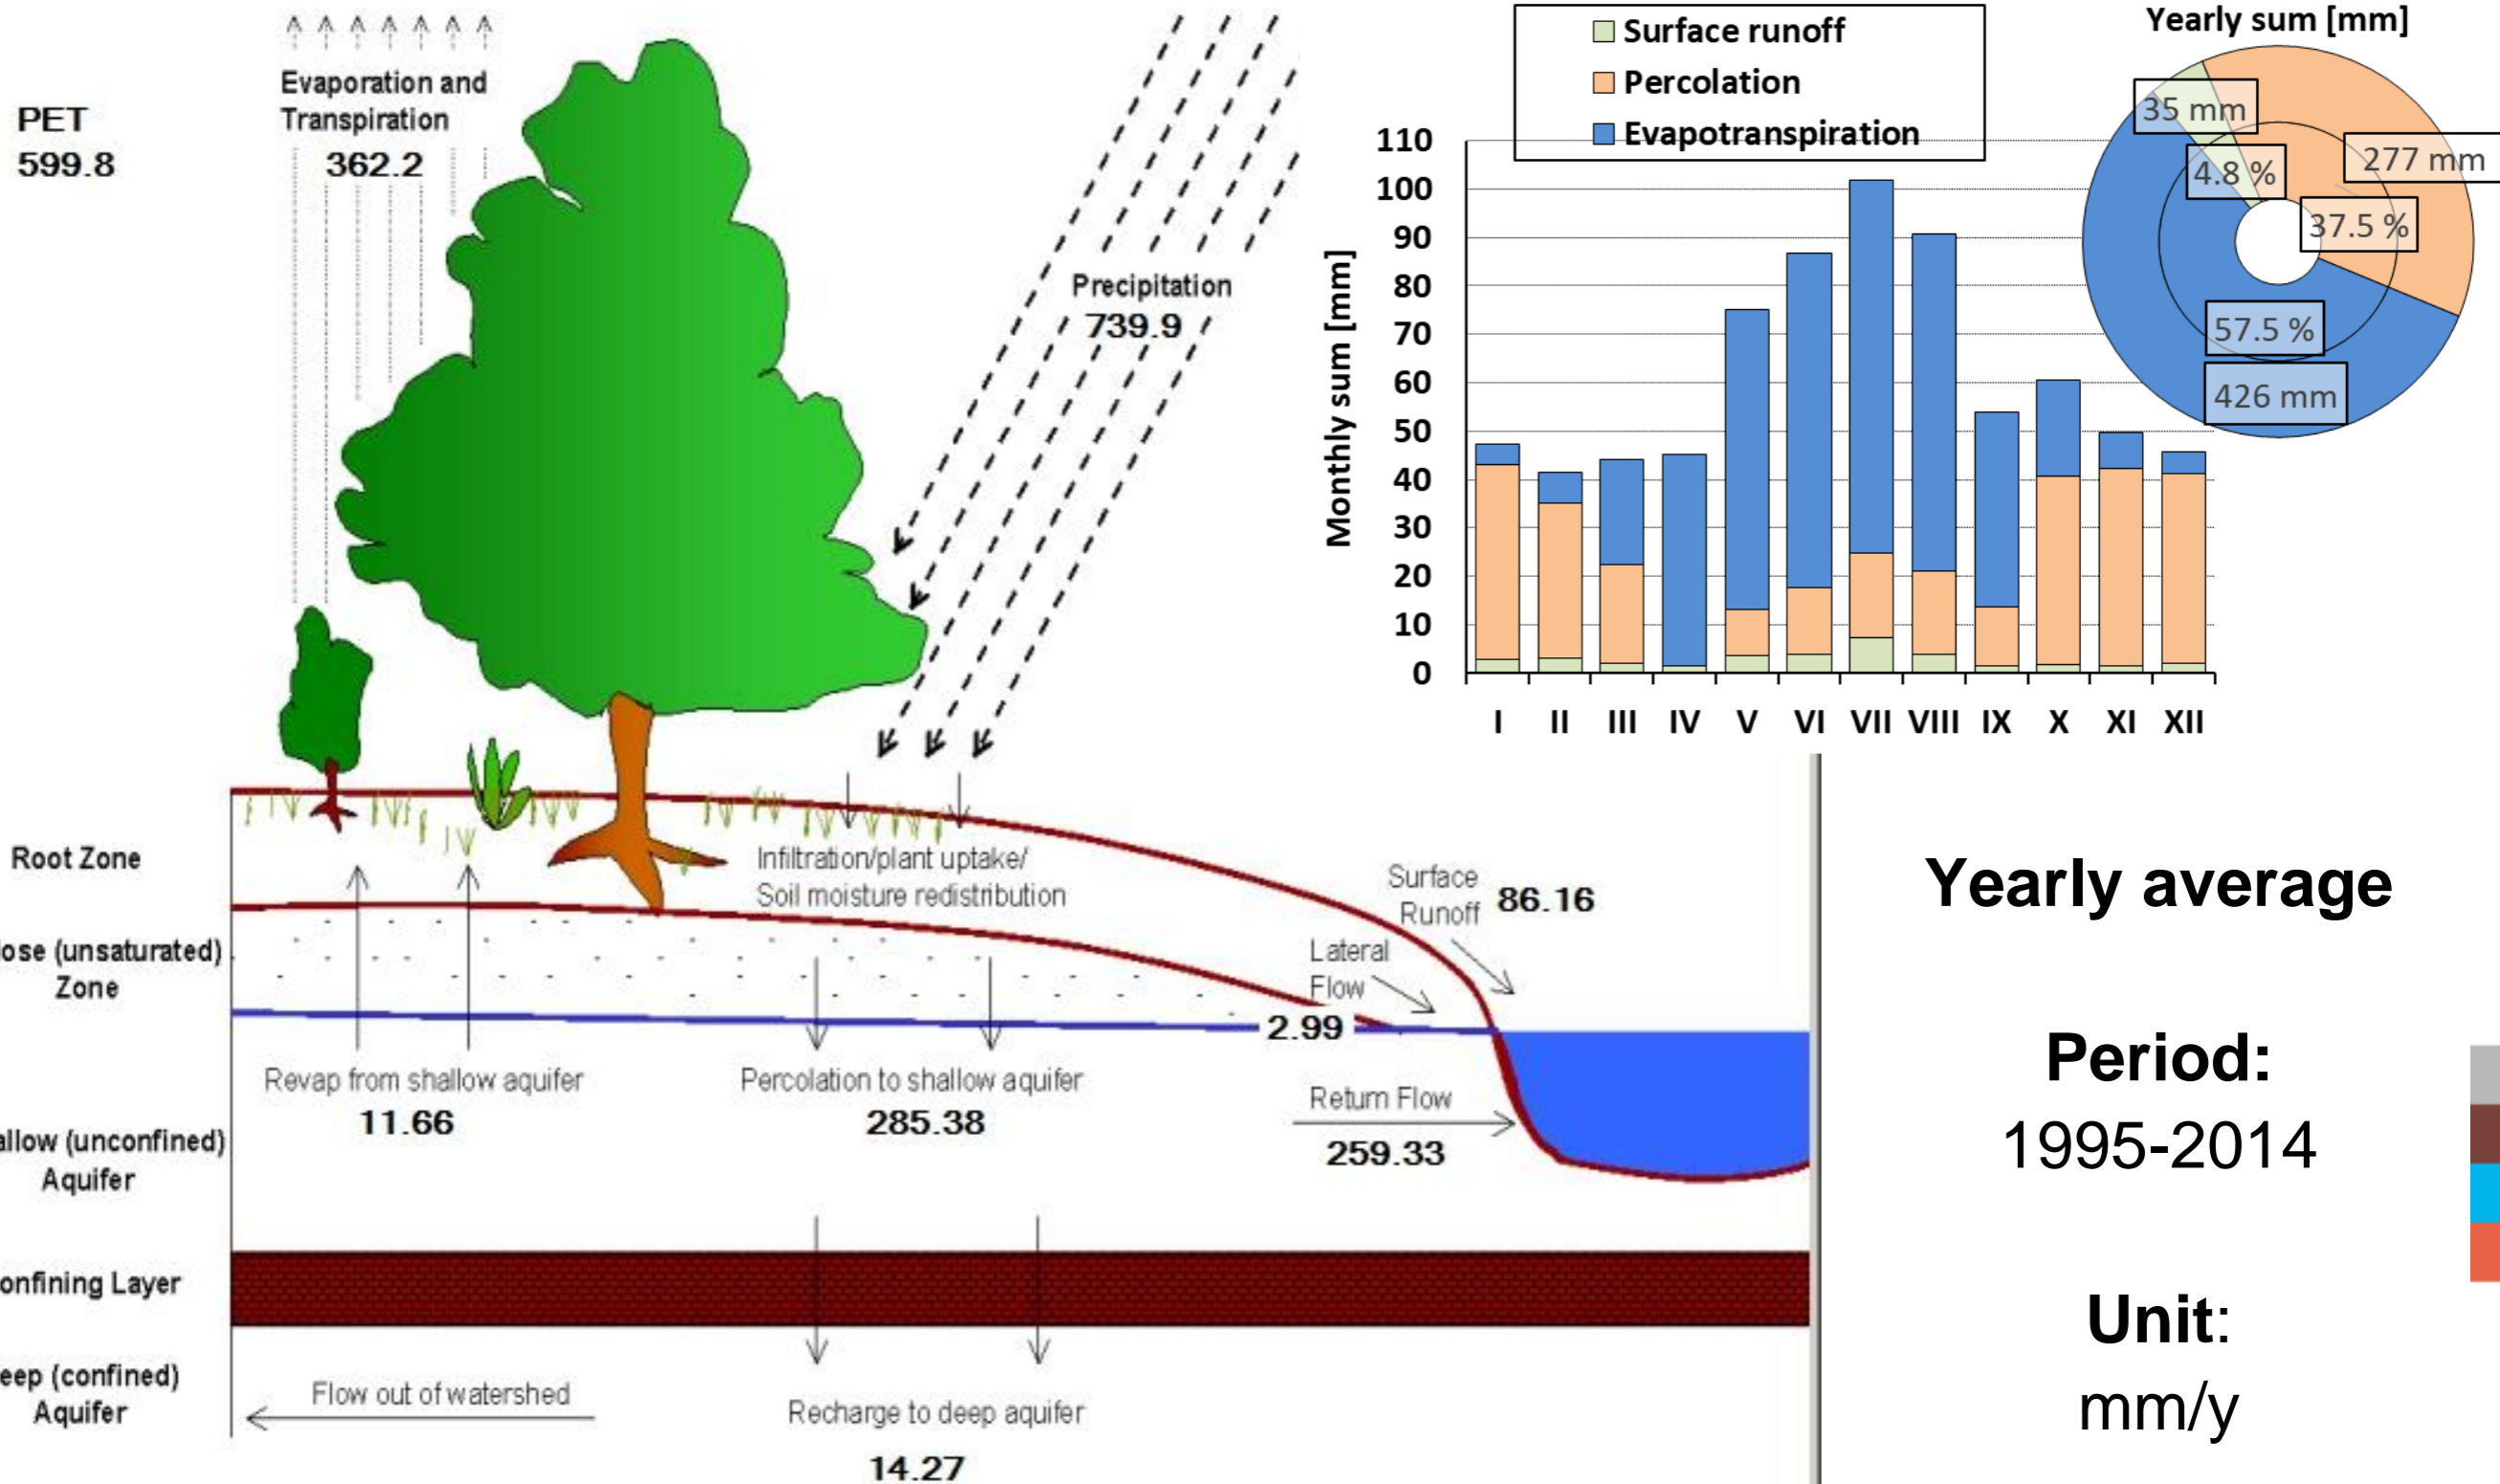 PET
599.8
Evaporation and
Transpiration
362.2
Precipitation
739.9
Surface runoff
Percolation
Evapotranspiration
Monthly sum [mm]
110
100
90
80
70
60
50
40
30
20
10
0
I II III IV V VI VII VIII IX X XI XII
Yearly sum [mm]
35 mm
4.8 %
277 mm
37.5 %
57.5 %
426 mm
Root Zone
Infiltration/plant uptake/
Soil moisture redistribution
Surface
Runoff
86.16
Lateral
Flow
2.99
ose (unsaturated)
Zone
Revap from shallow aquifer
11.66
Percolation to shallow aquifer
285.38
Return Flow
259.33
allow (unconfined)
Aquifer
onfining Layer
eep (confined)
Aquifer
Flow out of watershed
Recharge to deep aquifer
14.27
Yearly average
Period:
1995-2014
Unit:
mm/y